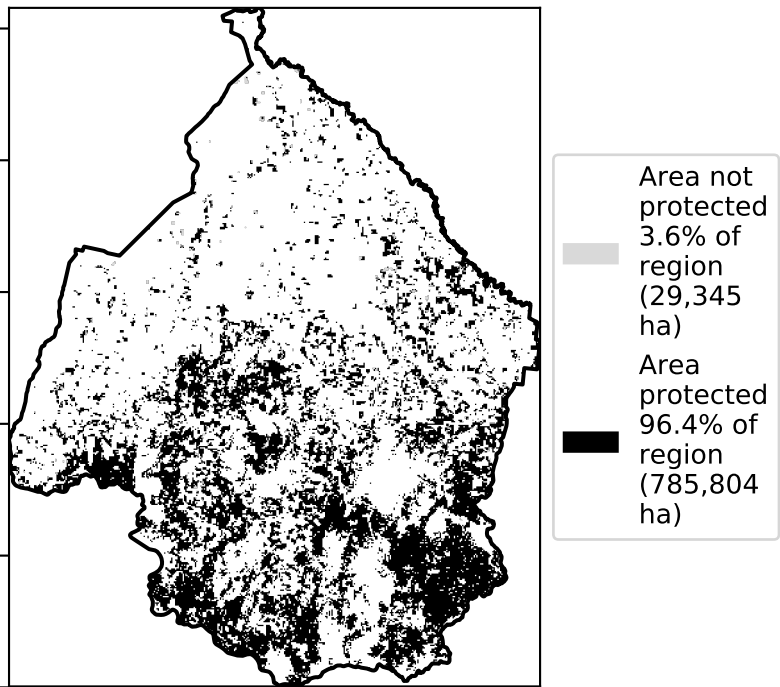 Area not
protected
3.6% of
region
(29,345
ha)
Area
protected
96.4% of
region
(785,804
ha)